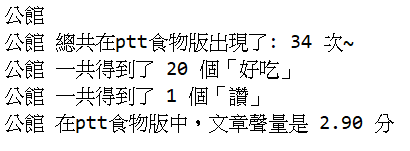 公館
公館 總共在ptt食物版出現了: 34 次~
公館 一共得到了 20 個「好吃」
公館 一共得到了 1 個「讚」
公館 在ptt食物版中，文章聲量是 2.90 分